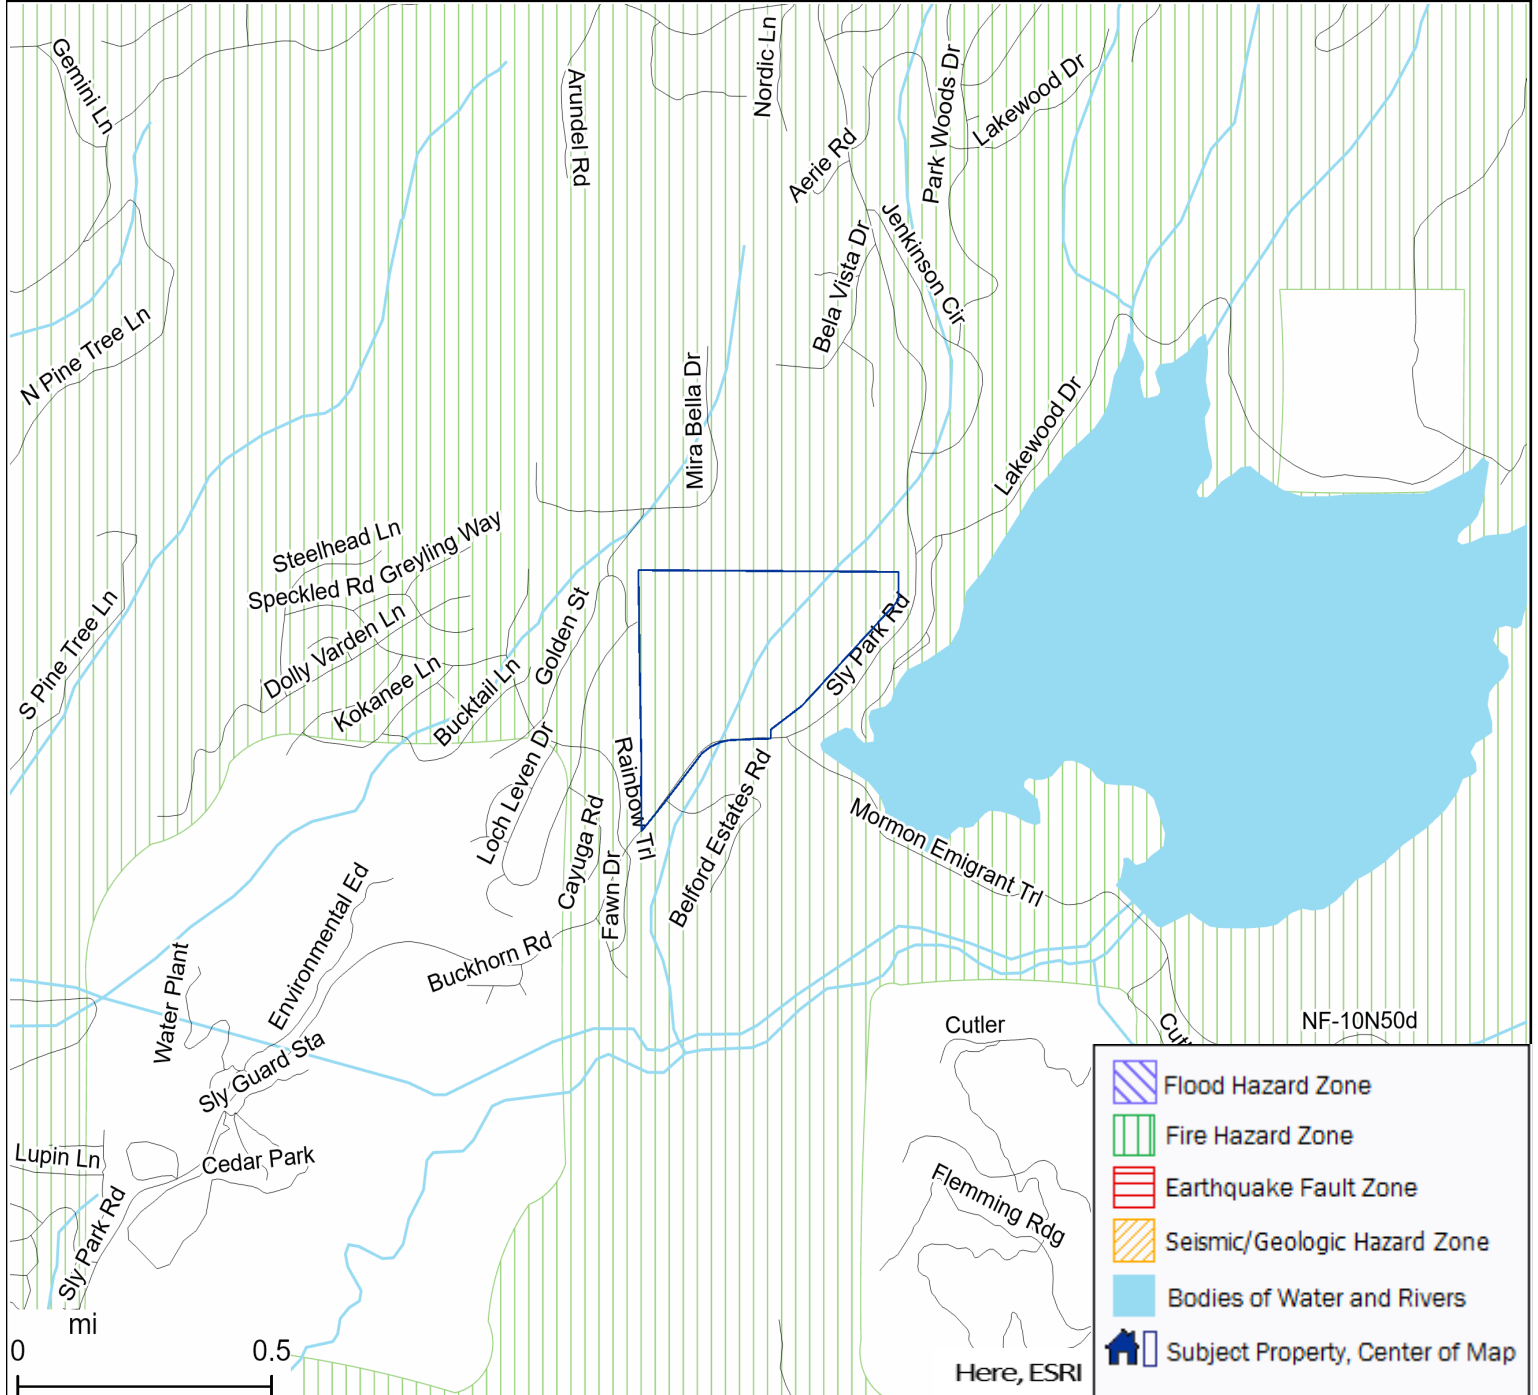 Gemini Ln
Arundel Rd
Nordic Ln
Park Woods Dr
Lakewood Dr
Aerie Rd
Jenkinson Cir
Bela Vista Dr
N Pine Tree Ln
Mira Bella Dr
Lakewood Dr
Steelhead Ln
Greyling Way
Speckled Rd
Dolly Varden Ln
Golden St
S Pine Tree Ln
Kokanee Ln
Bucktail Ln
Sly Park Rd
Loch Leven Dr
Rainbow Trl
Belford Estates Rd
Cayuga Rd
Fawn Dr
Mormon Emigrant Trl
Environmental Ed
Buckhorn Rd
Water Plant
Sly Guard Sta
Cutler
Cutl
NF-10N50d
Lupin Ln
Cedar Park
Flemming Rdg
Sly Park Rd
mi
0 0.5
Here, ESRI
Flood Hazard Zone
Fire Hazard Zone
Earthquake Fault Zone
Seismic/Geologic Hazard Zone
Bodies of Water and Rivers
Subject Property, Center of Map